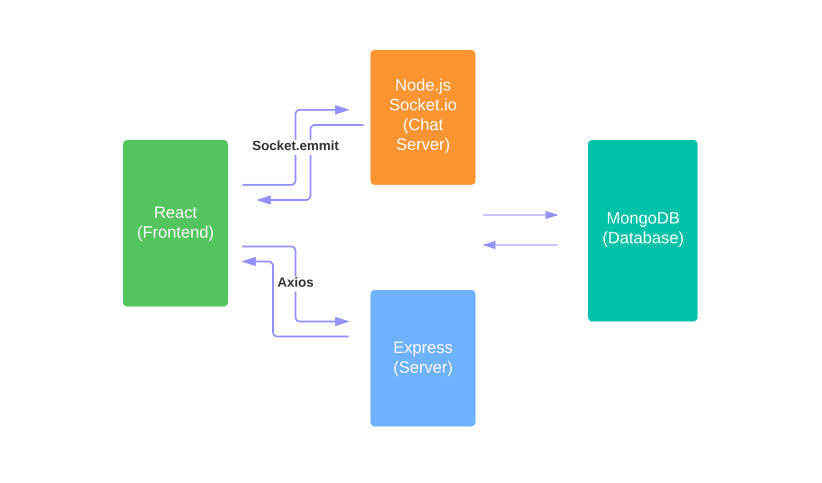 Node.js
Socket.io
(Chat
Server)
Socket.emmit
React
(Frontend)
MongoDB
(Database)
Axios
Express
(Server)